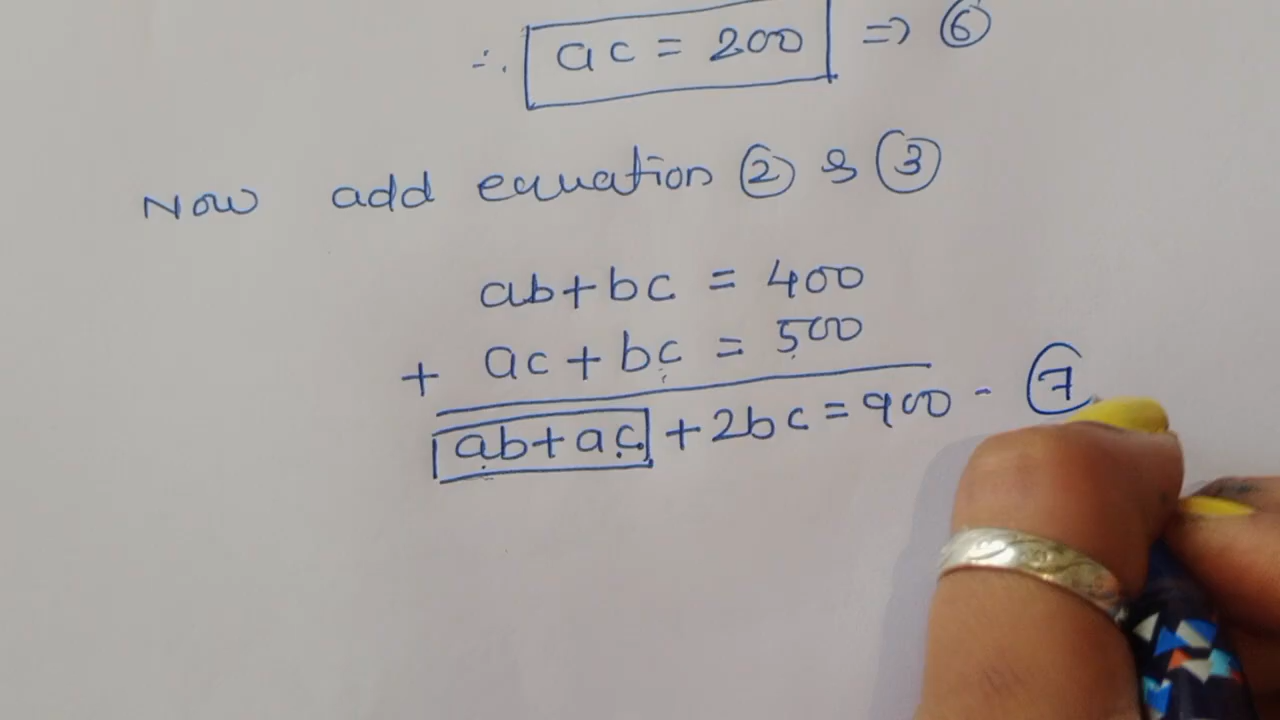 ∴ ac = 200 => ⑥
Now add equation ② & ③
ab+bc = 400
+ ac + bc = 500
ab+ac + 2bc = 900 - ⑦